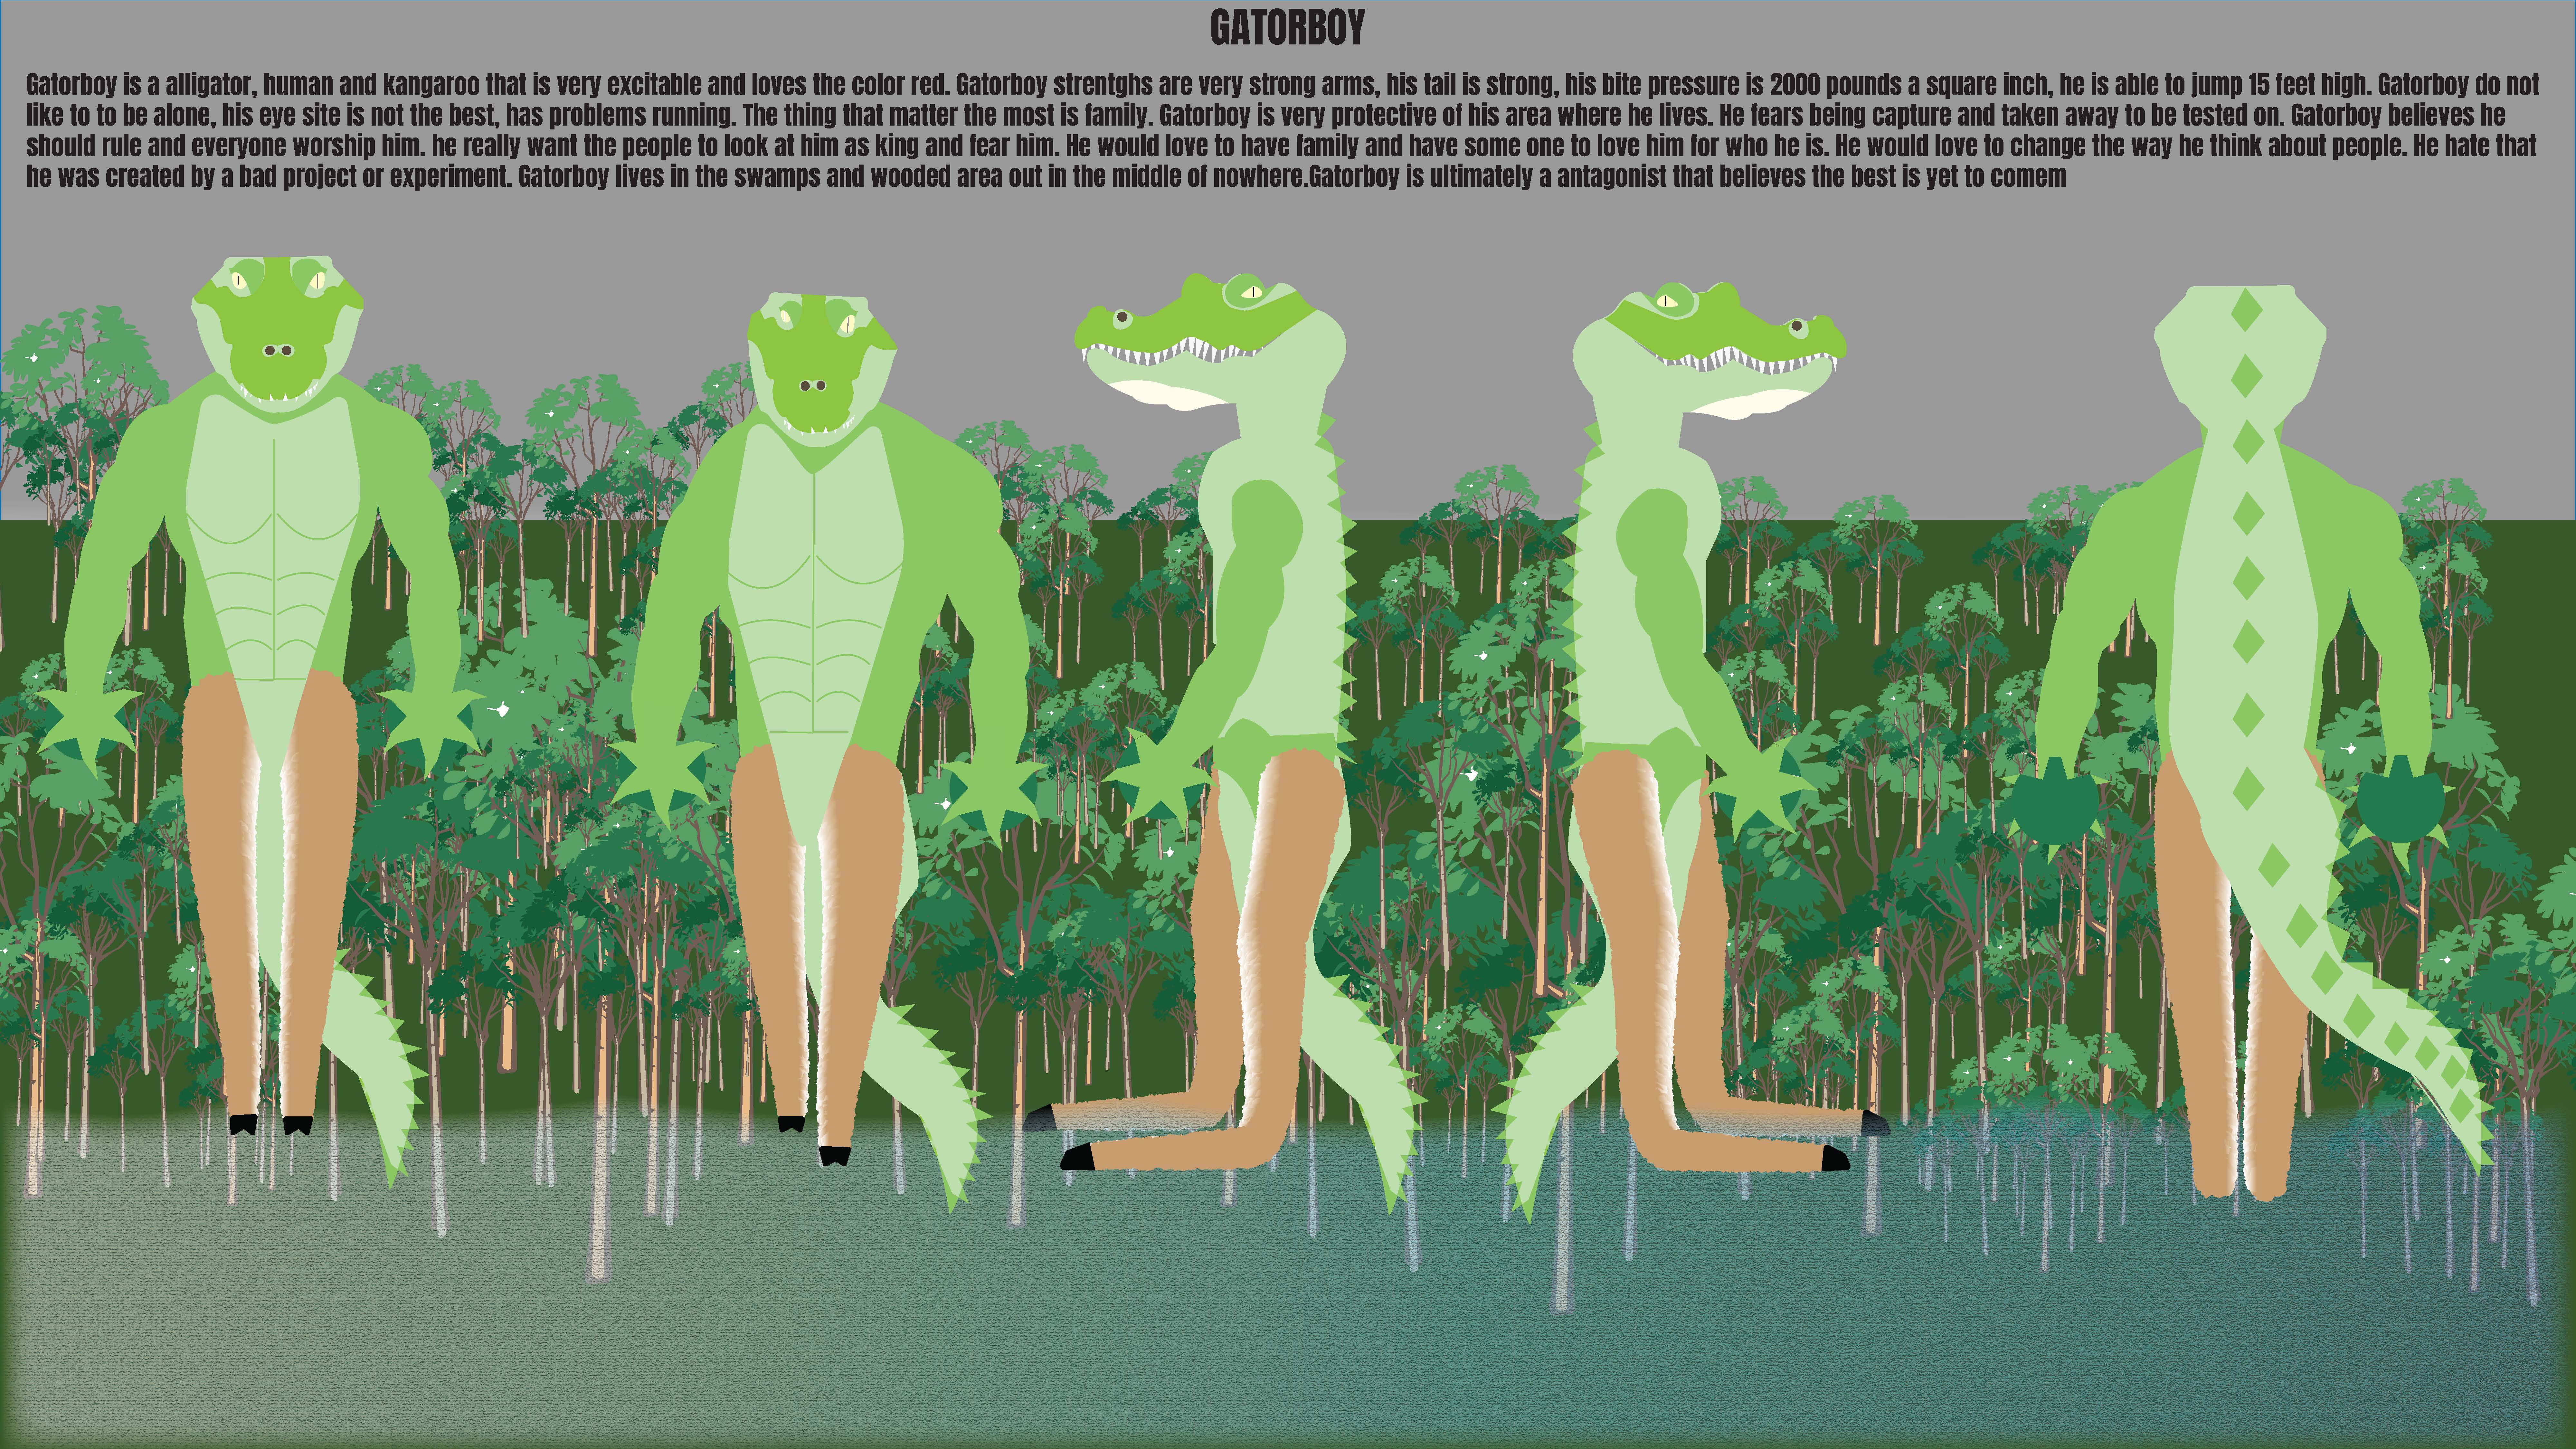 GATORBOY
Gatorboy is a alligator, human and kangaroo that is very excitable and loves the color red. Gatorboy strentghs are very strong arms, his tail is strong, his bite pressure is 2000 pounds a square inch, he is able to jump 15 feet high. Gatorboy do not
like to to be alone, his eye site is not the best, has problems running. The thing that matter the most is family. Gatorboy is very protective of his area where he lives. He fears being capture and taken away to be tested on. Gatorboy believes he
should rule and everyone worship him. he really want the people to look at him as king and fear him. He would love to have family and have some one to love him for who he is. He would love to change the way he think about people. He hate that
he was created by a bad project or experiment. Gatorboy lives in the swamps and wooded area out in the middle of nowhere.Gatorboy is ultimately a antagonist that believes the best is yet to comem